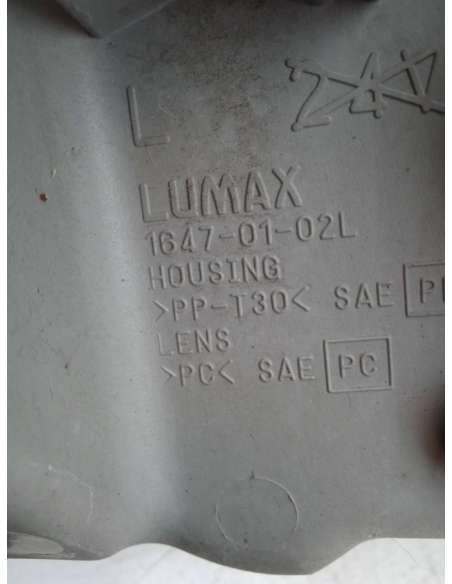 L
LUMAX
1647-01-02L
HOUSING
>PP-T30< SAE
LENS
>PC< SAE PC